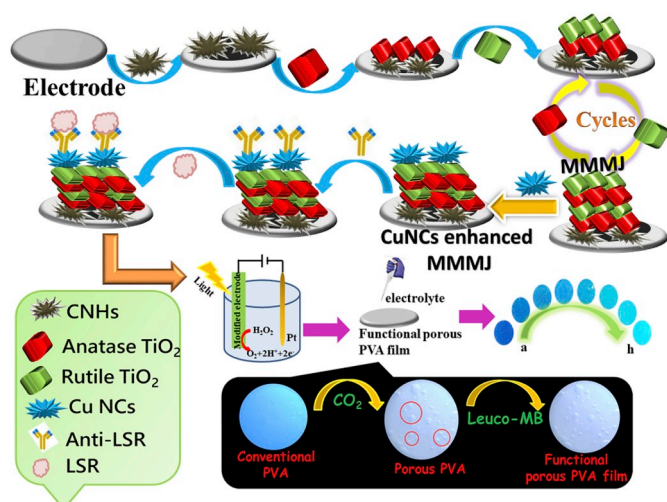 Electrode
Cycles
MMMJ
CuNCs enhanced
MMMJ
Light
Modified electrode
H₂O₂
Pt
O₂+2H⁺+2e⁻
electrolyte
Functional porous
PVA film
a
h
CNHs
Anatase TiO₂
Rutile TiO₂
Cu NCs
Anti-LSR
LSR
CO₂
Leuco-MB
Conventional
PVA
Porous PVA
Functional
porous PVA film